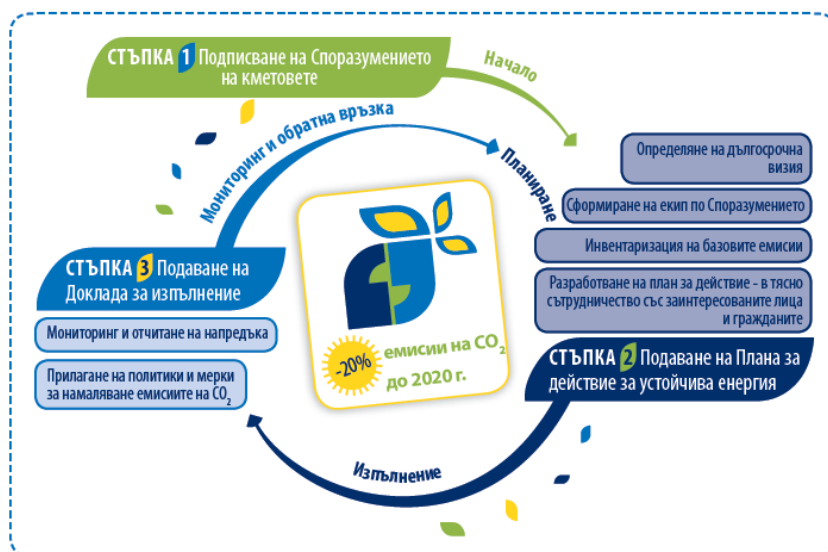 СТЪПКА 1 Подписване на Споразумението
на кметовете
Начало
Мониторинг и обратна връзка
Планиране
Определяне на дългосрочна
визия
Сформиране на екип по Споразумението
Инвентаризация на базовите емисии
Разработване на план за действие - в тясно
сътрудничество със заинтересованите лица
и гражданите
СТЪПКА 2 Подаване на Плана за
действие за устойчива енергия
СТЪПКА 3 Подаване на
Доклада за изпълнение
Мониторинг и отчитане на напредъка
Прилагане на политики и мерки
за намаляване емисиите на CO₂
-20% емисии на CO₂
до 2020 г.
Изпълнение